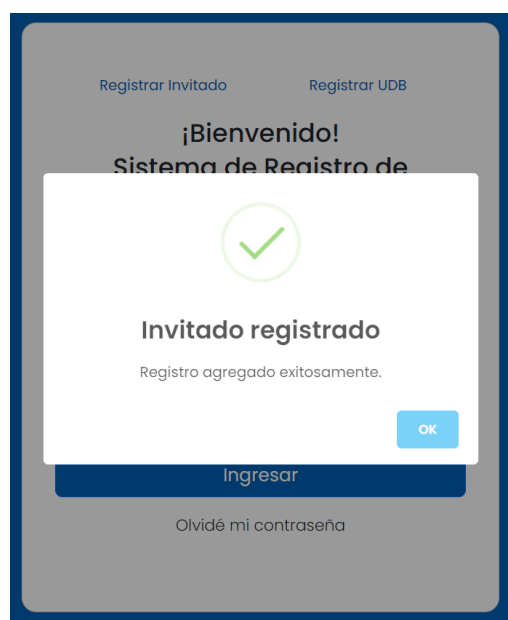 Registrar Invitado Registrar UDB
¡Bienvenido!
Sistema de Registro de
Invitado registrado
Registro agregado exitosamente.
OK
Ingresar
Olvidé mi contraseña